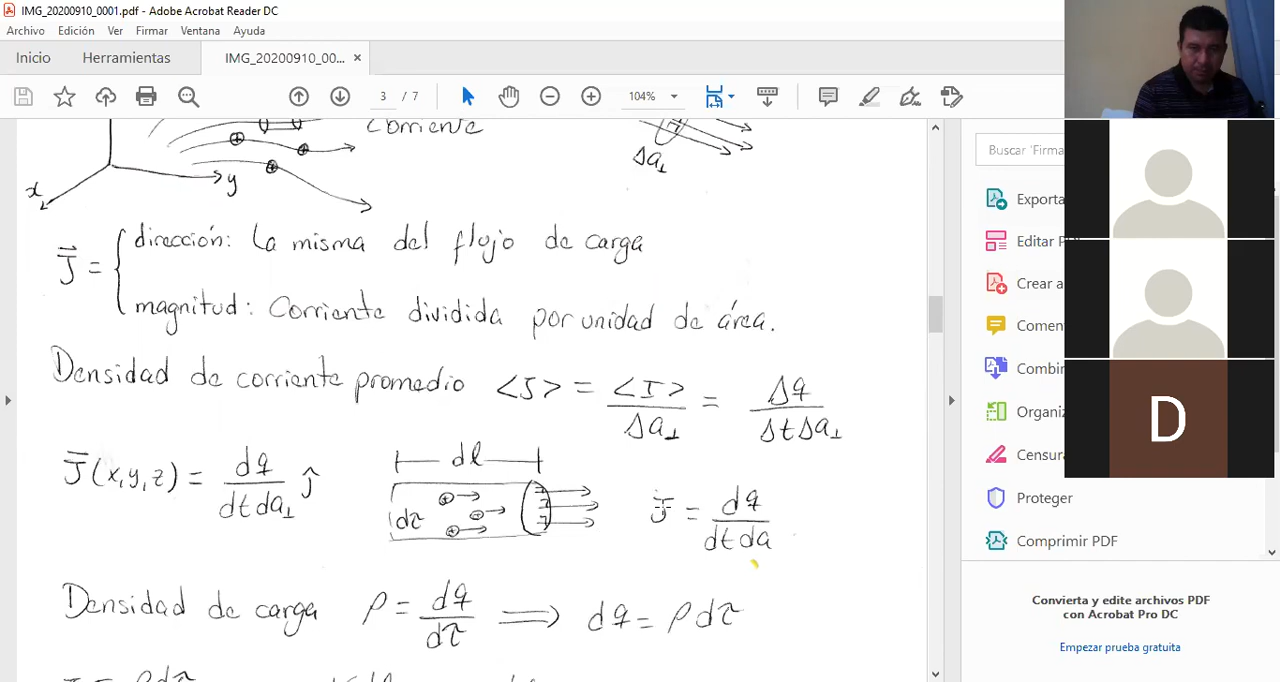 IMG_20200910_0001.pdf - Adobe Acrobat Reader DC
Archivo Edición Ver Firmar Ventana Ayuda
Inicio Herramientas IMG_20200910_00... ×
3 / 7 104%
Corriente
Δa⊥
x y
J⃗ = { dirección: La misma del flujo de carga
magnitud: Corriente dividida por unidad de área.
Densidad de corriente promedio <J> = <I>/Δa⊥ = Δq/ΔtΔa⊥
J⃗(x,y,z) = dq/dtda⊥ ĵ
dl
dτ
J = dq/dtda
Densidad de carga ρ = dq/dτ ⟹ dq = ρdτ
Buscar 'Firma
Exporta
Editar P
Crear a
Comen
Combin
Organiz
Censura
Proteger
Comprimir PDF
Convierta y edite archivos PDF
con Acrobat Pro DC
Empezar prueba gratuita
D